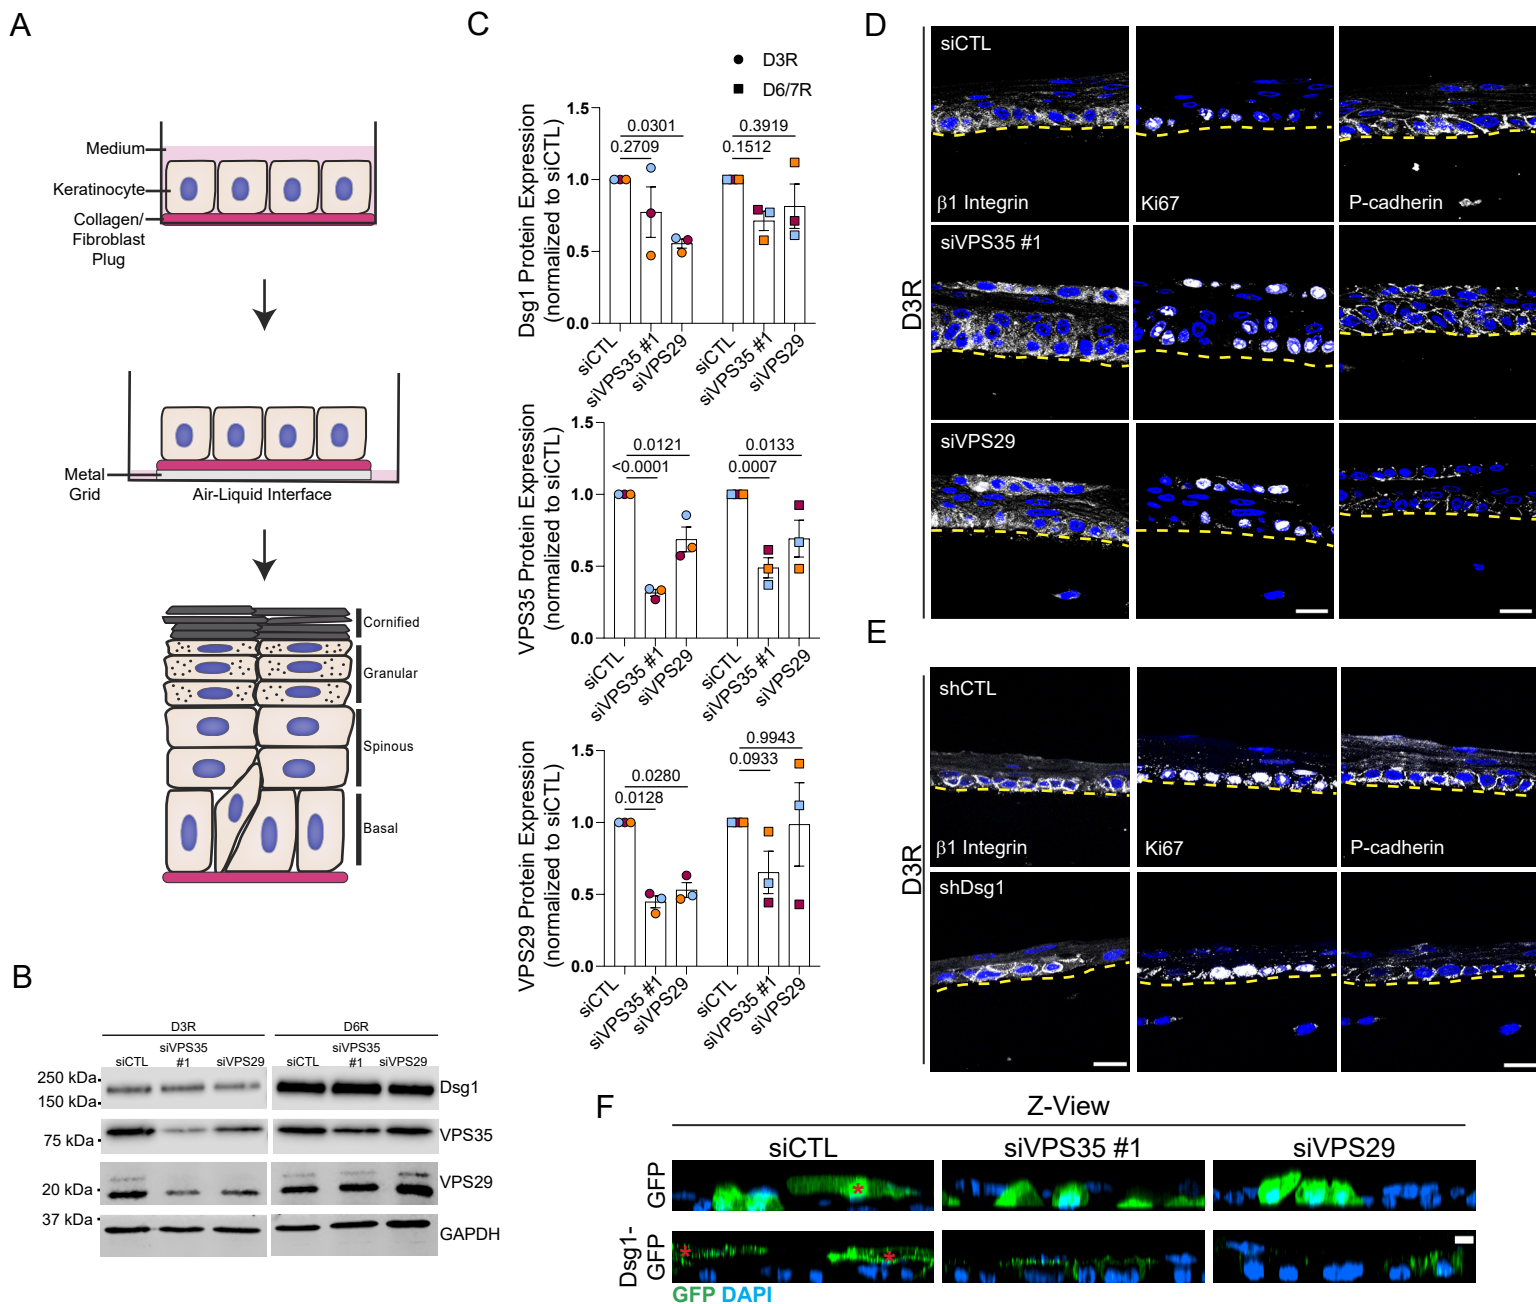 A
Medium
Keratinocyte
Collagen/
Fibroblast
Plug
Metal
Grid
Air-Liquid Interface
Cornified
Granular
Spinous
Basal
B
D3R
D6R
siCTL
siVPS35
#1
siVPS29
siCTL
siVPS35
#1
siVPS29
250 kDa
150 kDa
Dsg1
75 kDa
VPS35
20 kDa
VPS29
37 kDa
GAPDH
C
D3R
D6/7R
Dsg1 Protein Expression
(normalized to siCTL)
1.5
1.0
0.5
0.0
0.0301
0.2709
0.3919
0.1512
siCTL
siVPS35 #1
siVPS29
siCTL
siVPS35 #1
siVPS29
VPS35 Protein Expression
(normalized to siCTL)
1.5
1.0
0.5
0.0
0.0121
<0.0001
0.0133
0.0007
siCTL
siVPS35 #1
siVPS29
siCTL
siVPS35 #1
siVPS29
VPS29 Protein Expression
(normalized to siCTL)
1.5
1.0
0.5
0.0
0.0280
0.0128
0.9943
0.0933
siCTL
siVPS35 #1
siVPS29
siCTL
siVPS35 #1
siVPS29
D
D3R
siCTL
β1 Integrin
Ki67
P-cadherin
siVPS35 #1
siVPS29
E
D3R
shCTL
β1 Integrin
Ki67
P-cadherin
shDsg1
F
Z-View
siCTL
siVPS35 #1
siVPS29
GFP
*
Dsg1-
GFP
*
*
GFP DAPI